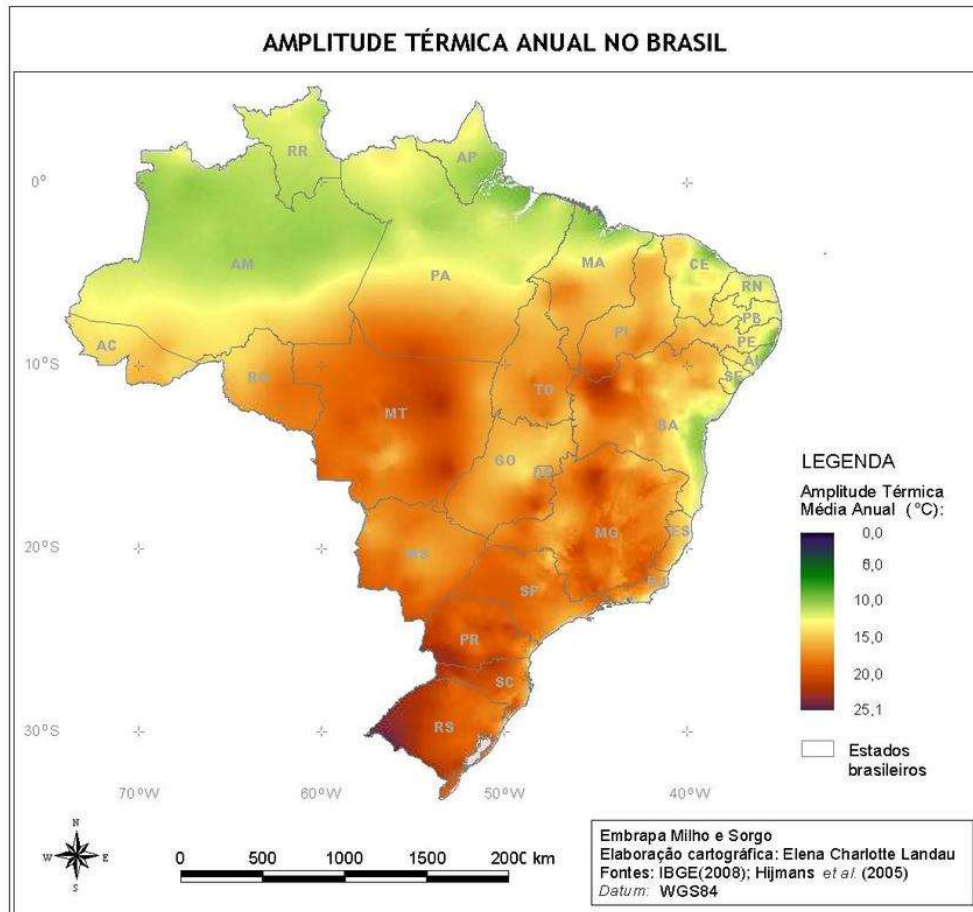 AMPLITUDE TÉRMICA ANUAL NO BRASIL
RR
AP
0°
AM
PA
MA
CE
RN
PB
PE
AL
SE
PI
AC
10°S
RO
TO
MT
BA
GO
DF
LEGENDA
Amplitude Térmica
Média Anual (°C):
0,0
6,0
10,0
15,0
20,0
25,1
MG
ES
20°S
MS
RJ
SP
PR
SC
30°S
RS
Estados
brasileiros
70°W
60°W
50°W
40°W
N
W
E
S
0 500 1000 1500 2000 km
Embrapa Milho e Sorgo
Elaboração cartográfica: Elena Charlotte Landau
Fontes: IBGE(2008); Hijmans et al. (2005)
Datum: WGS84